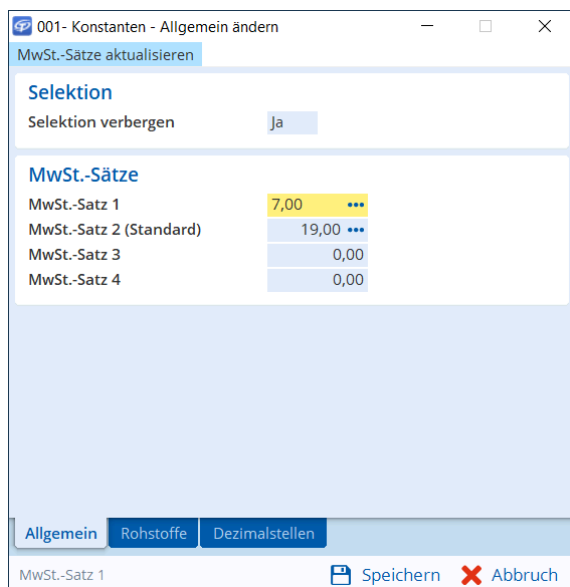 001- Konstanten - Allgemein ändern
MwSt.-Sätze aktualisieren
Selektion
Selektion verbergen Ja
MwSt.-Sätze
MwSt.-Satz 1 7,00 •••
MwSt.-Satz 2 (Standard) 19,00 •••
MwSt.-Satz 3 0,00
MwSt.-Satz 4 0,00
Allgemein Rohstoffe Dezimalstellen
MwSt.-Satz 1 Speichern Abbruch